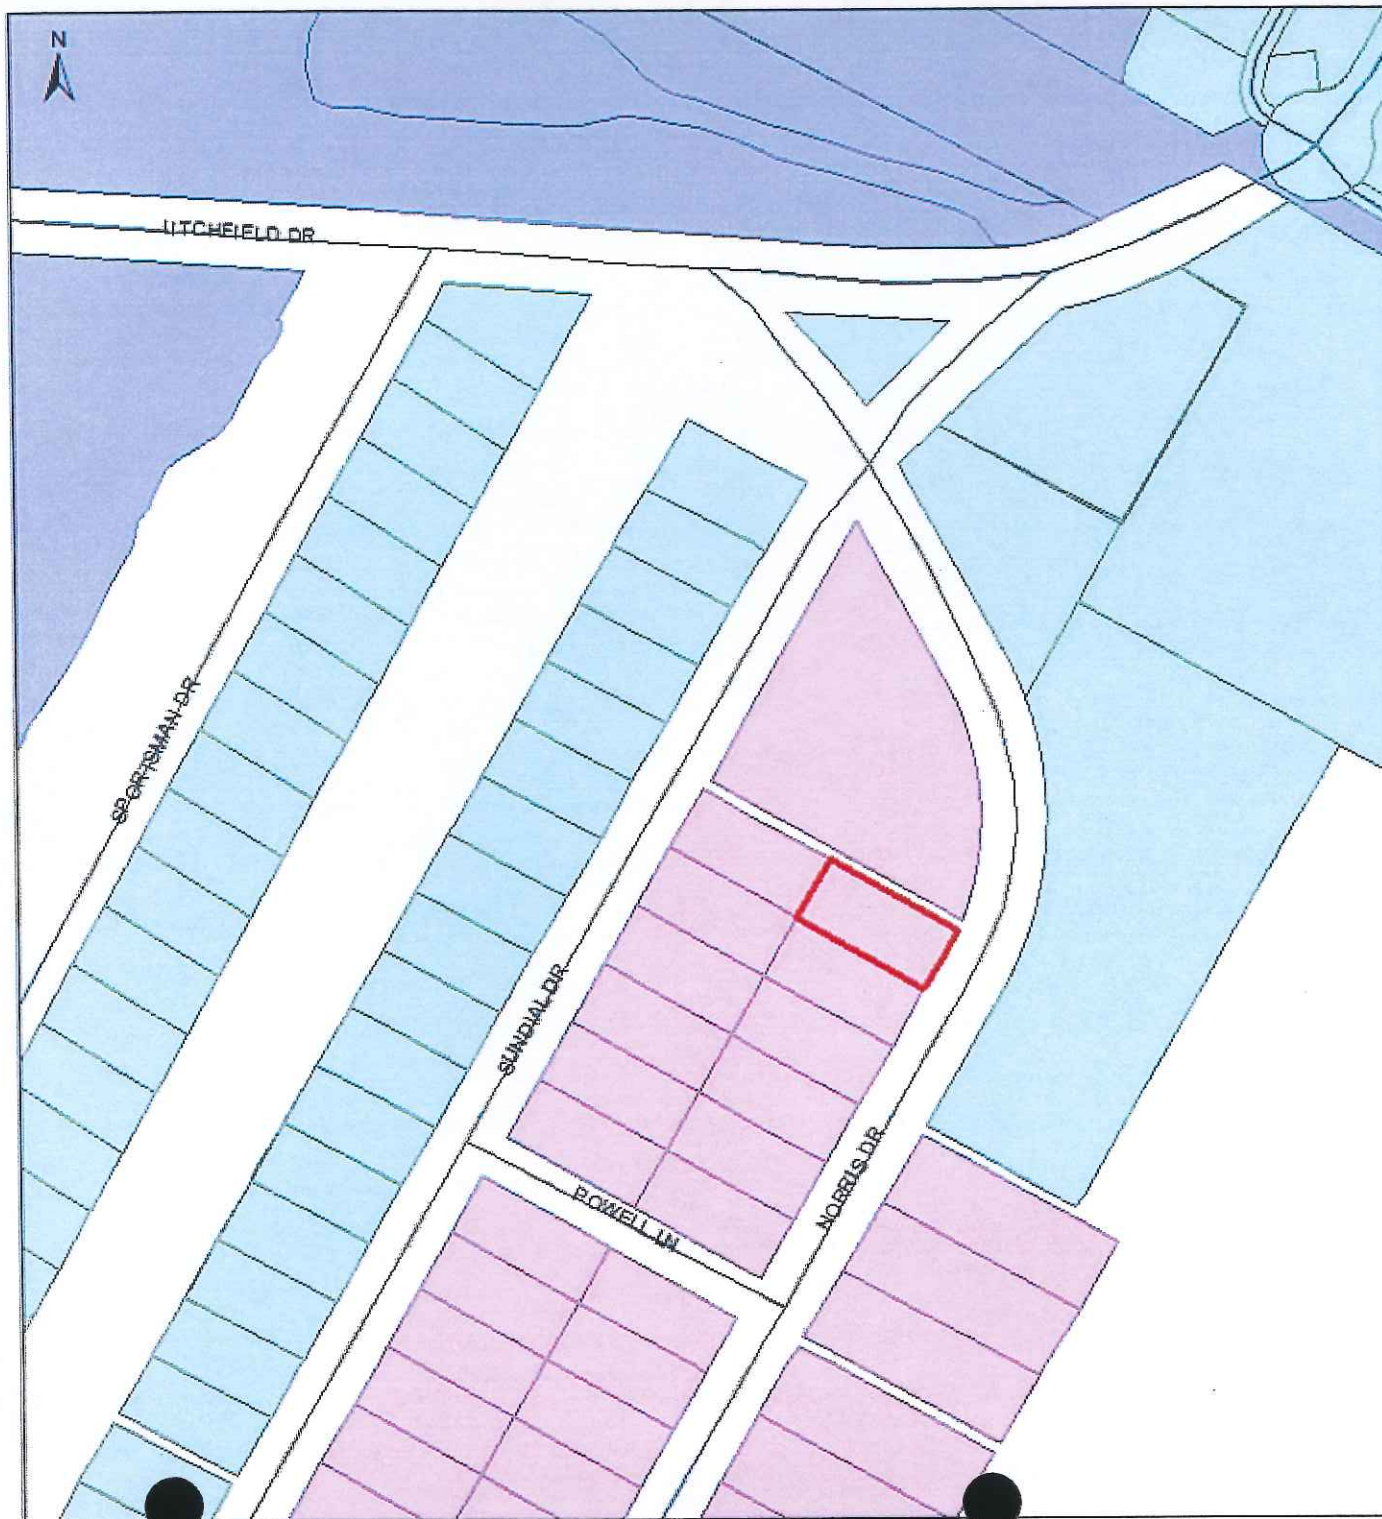 N
LITCHFIELD DR
SPORTSMAN DR
SUNDIAL DR
NORRIS DR
POWELL LN